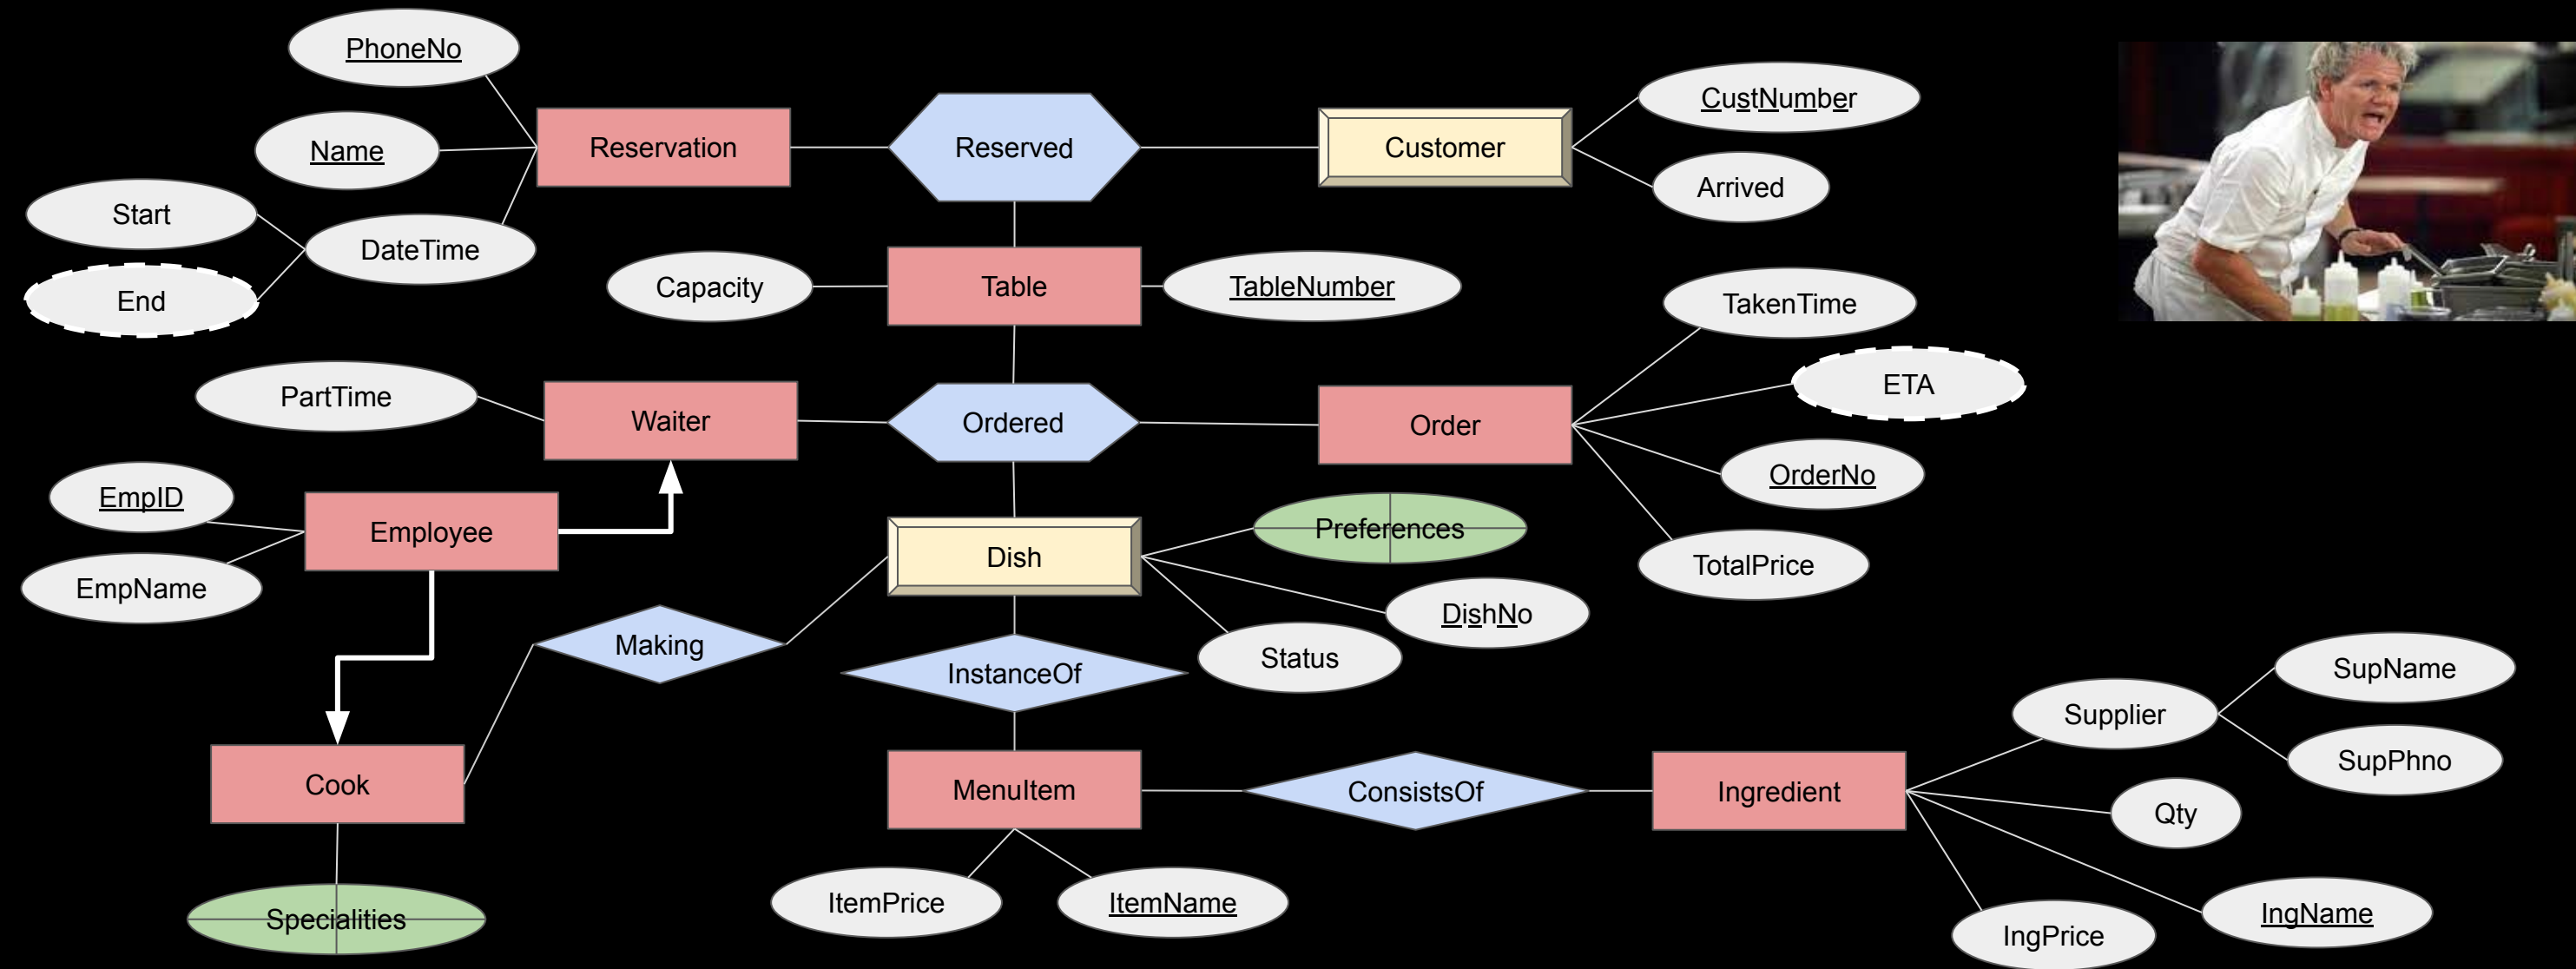 PhoneNo
Name
Start
End
DateTime
Reservation
Reserved
Customer
CustNumber
Arrived
Capacity
Table
TableNumber
PartTime
Waiter
Ordered
Order
TakenTime
ETA
OrderNo
TotalPrice
EmpID
EmpName
Employee
Dish
Preferences
DishNo
Status
Making
InstanceOf
Cook
Specialities
MenuItem
ItemPrice
ItemName
ConsistsOf
Ingredient
Supplier
SupName
SupPhno
Qty
IngName
IngPrice